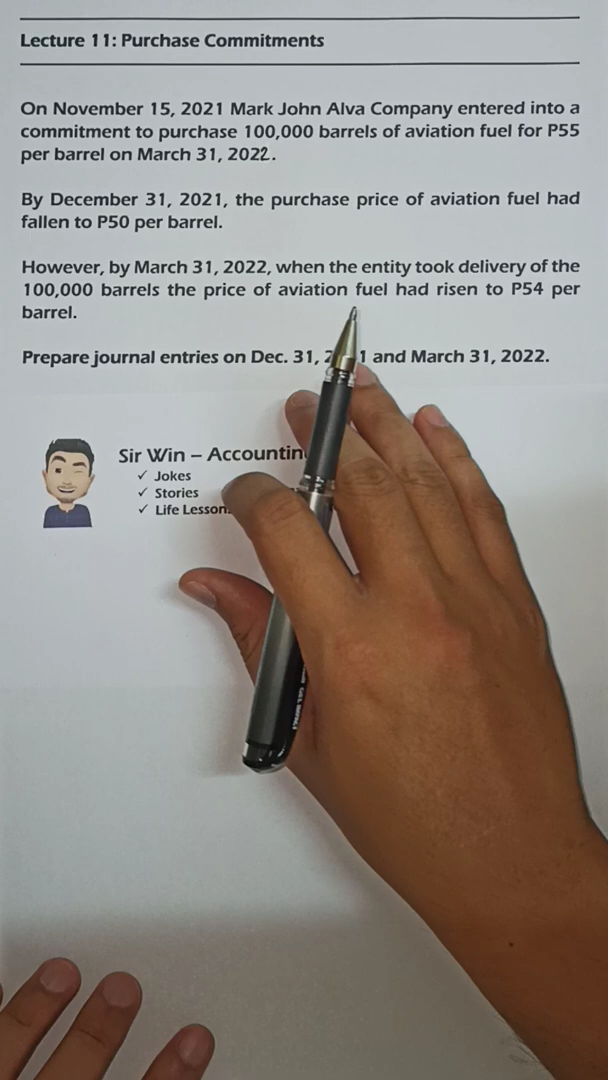 Lecture 11: Purchase Commitments
On November 15, 2021 Mark John Alva Company entered into a
commitment to purchase 100,000 barrels of aviation fuel for P55
per barrel on March 31, 2022.
By December 31, 2021, the purchase price of aviation fuel had
fallen to P50 per barrel.
However, by March 31, 2022, when the entity took delivery of the
100,000 barrels the price of aviation fuel had risen to P54 per
barrel.
Prepare journal entries on Dec. 31, 2 1 and March 31, 2022.
Sir Win – Accountin
✓ Jokes
✓ Stories
✓ Life Lesson